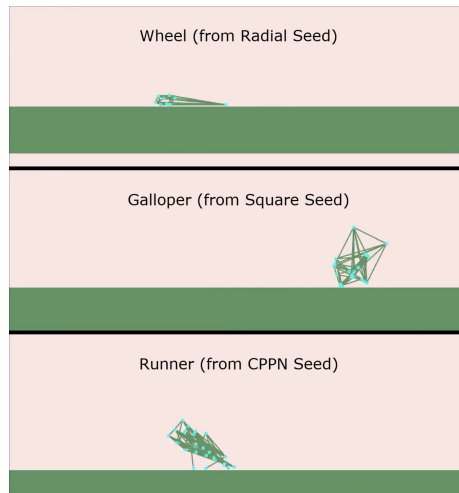 Wheel (from Radial Seed)
Galloper (from Square Seed)
Runner (from CPPN Seed)